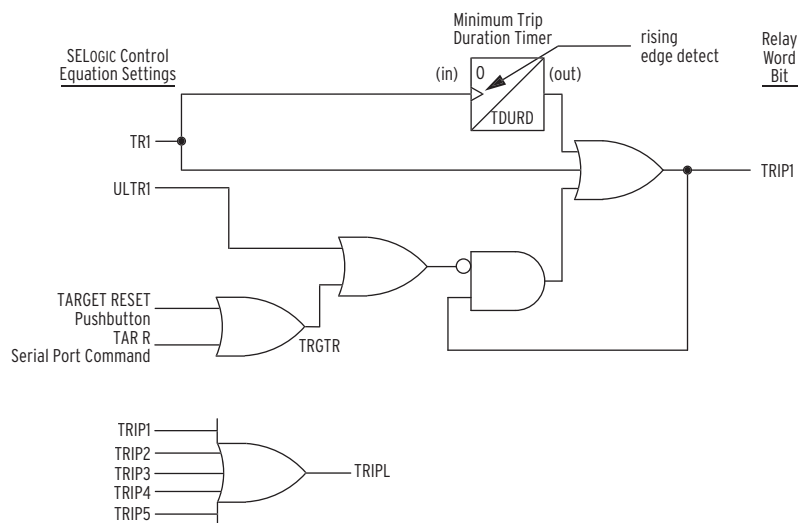 Minimum Trip
Duration Timer
rising
edge detect
Relay
Word
Bit
SELOGIC Control
Equation Settings
(in)
0
(out)
TDURD
TR1
TRIP1
ULTR1
TARGET RESET
Pushbutton
TAR R
Serial Port Command
TRGTR
TRIP1
TRIP2
TRIP3
TRIP4
TRIP5
TRIPL